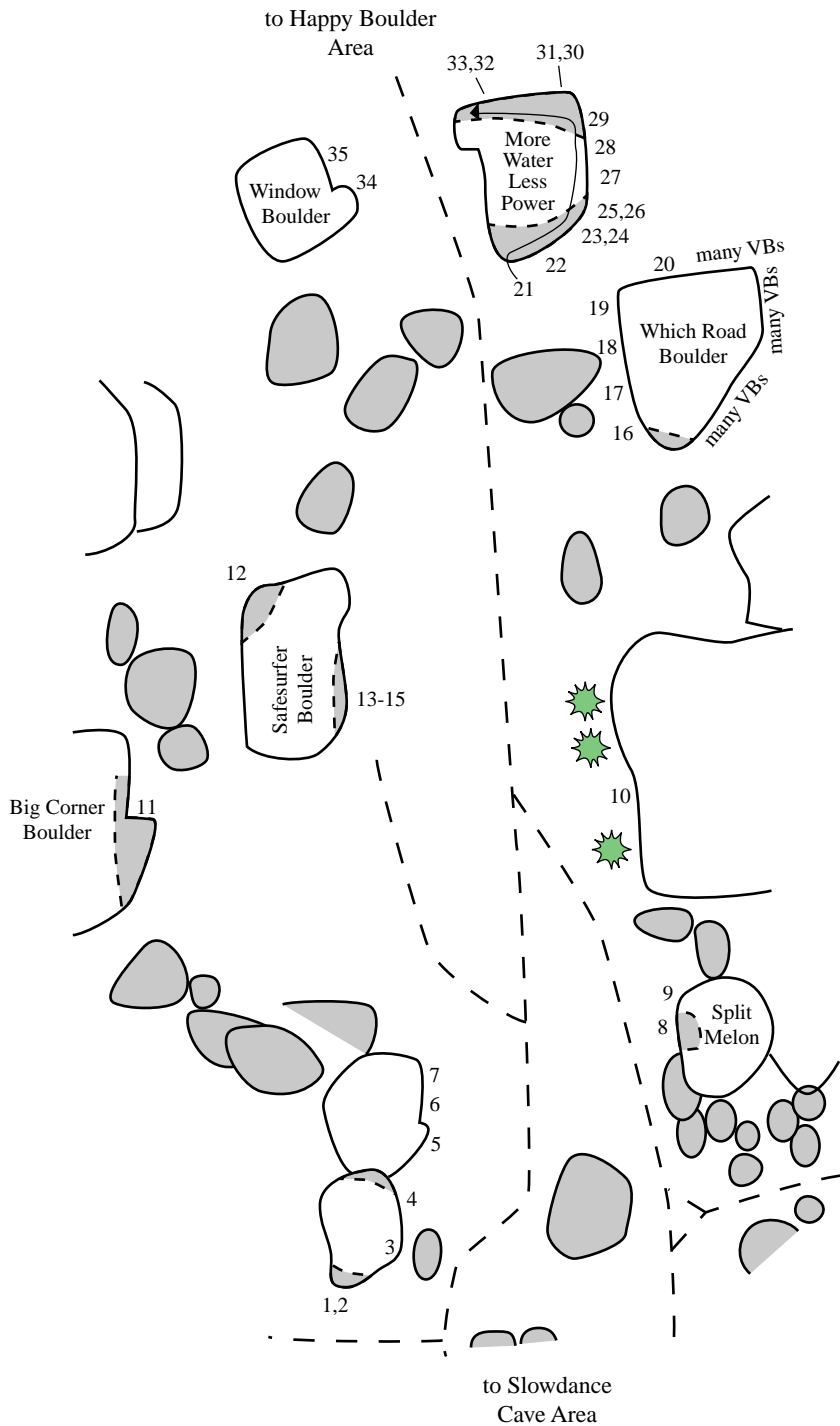 to Happy Boulder
Area
33,32
31,30
29
28
27
25,26
23,24
22
21
More
Water
Less
Power
35
34
Window
Boulder
20
many VBs
many VBs
many VBs
19
18
17
16
Which Road
Boulder
12
Safesurfer
Boulder
13-15
10
11
Big Corner
Boulder
9
8
Split
Melon
7
6
5
4
3
1,2
to Slowdance
Cave Area